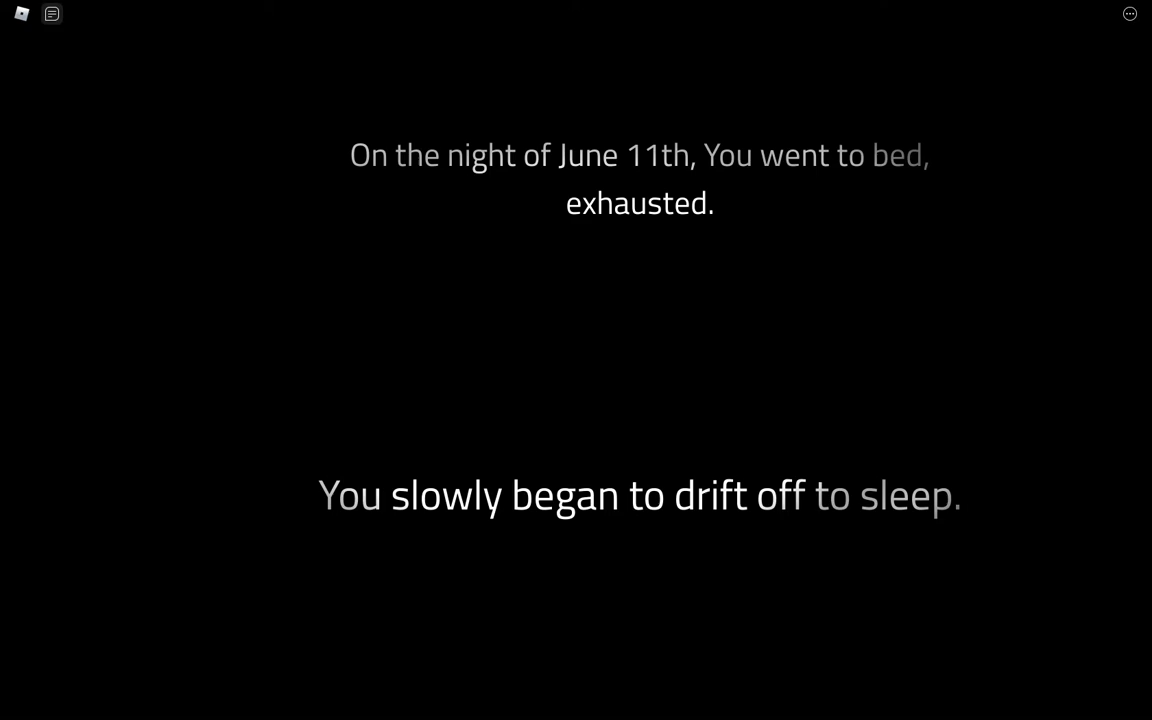 On the night of June 11th, You went to bed,
exhausted.
You slowly began to drift off to sleep.